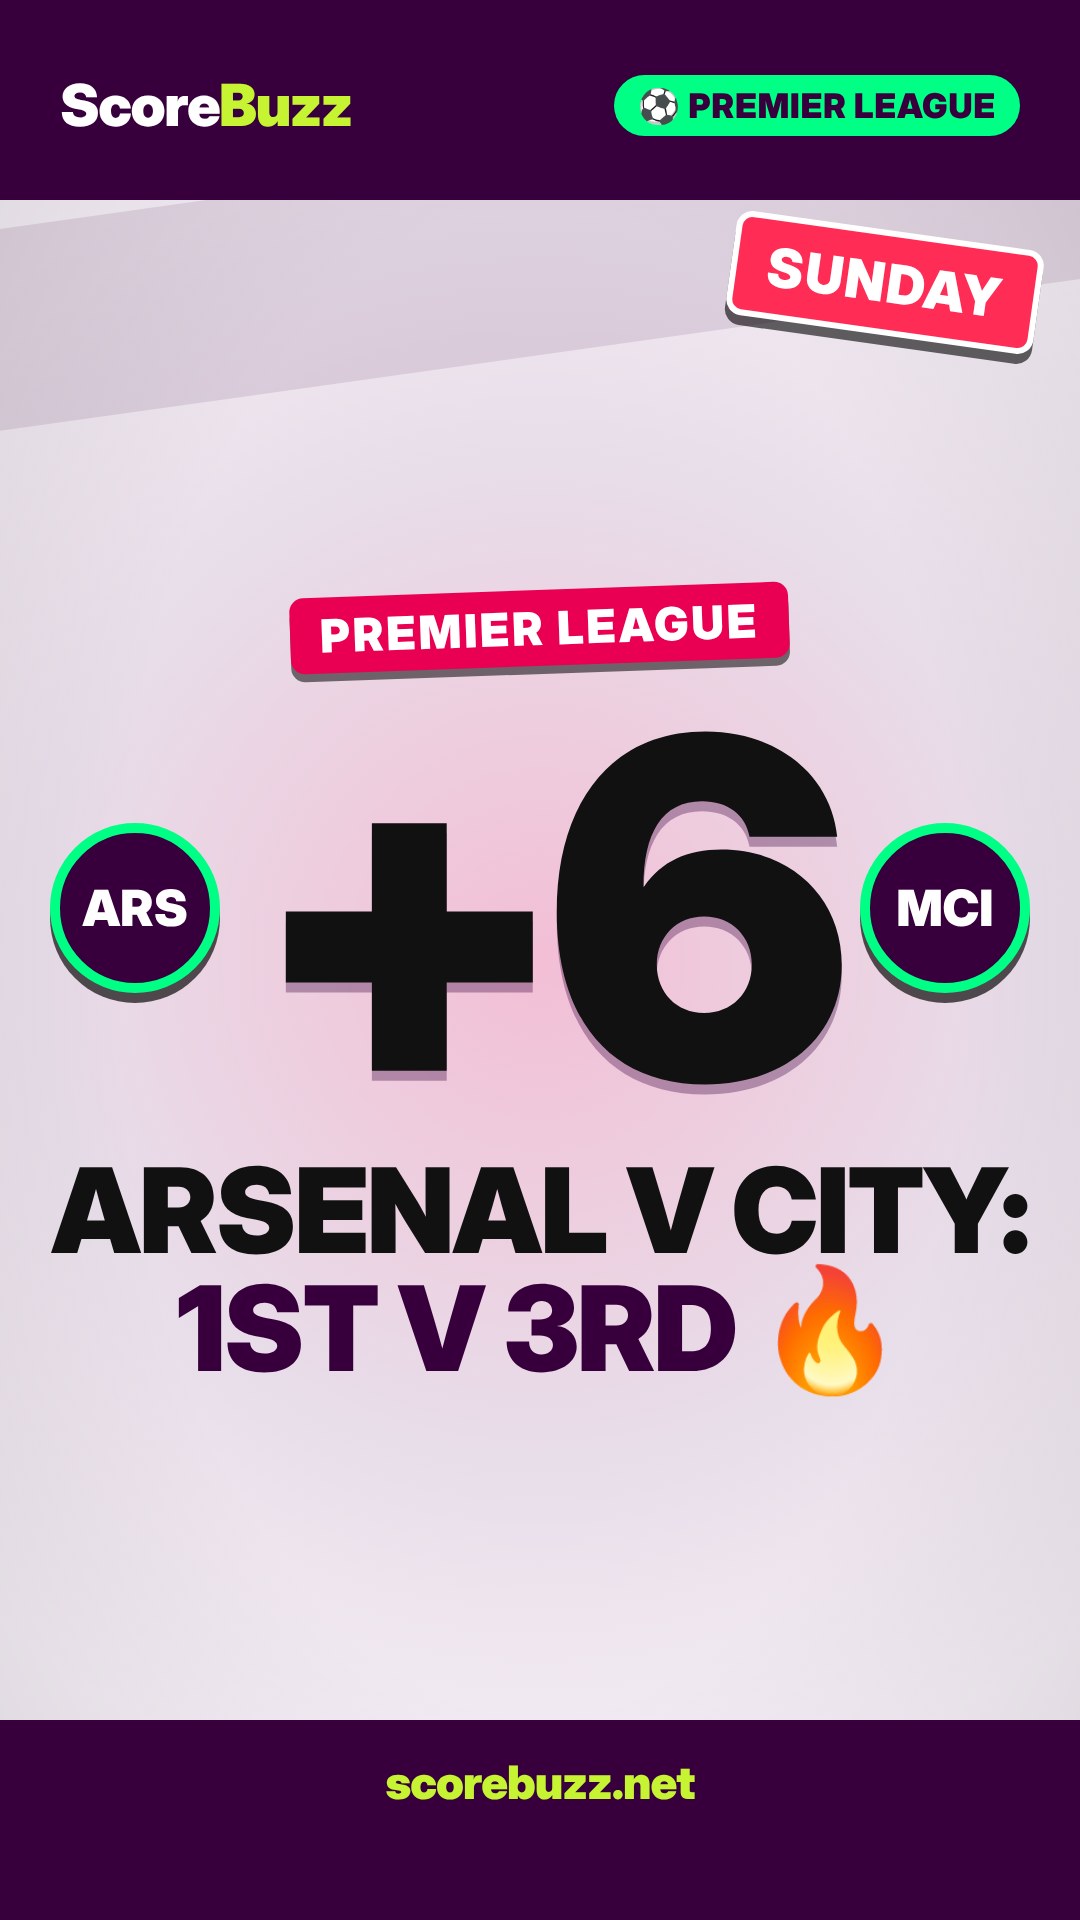 ScoreBuzz
⚽ PREMIER LEAGUE
SUNDAY
PREMIER LEAGUE
ARS
+6
MCI
ARSENAL V CITY:
1ST V 3RD 🔥
scorebuzz.net